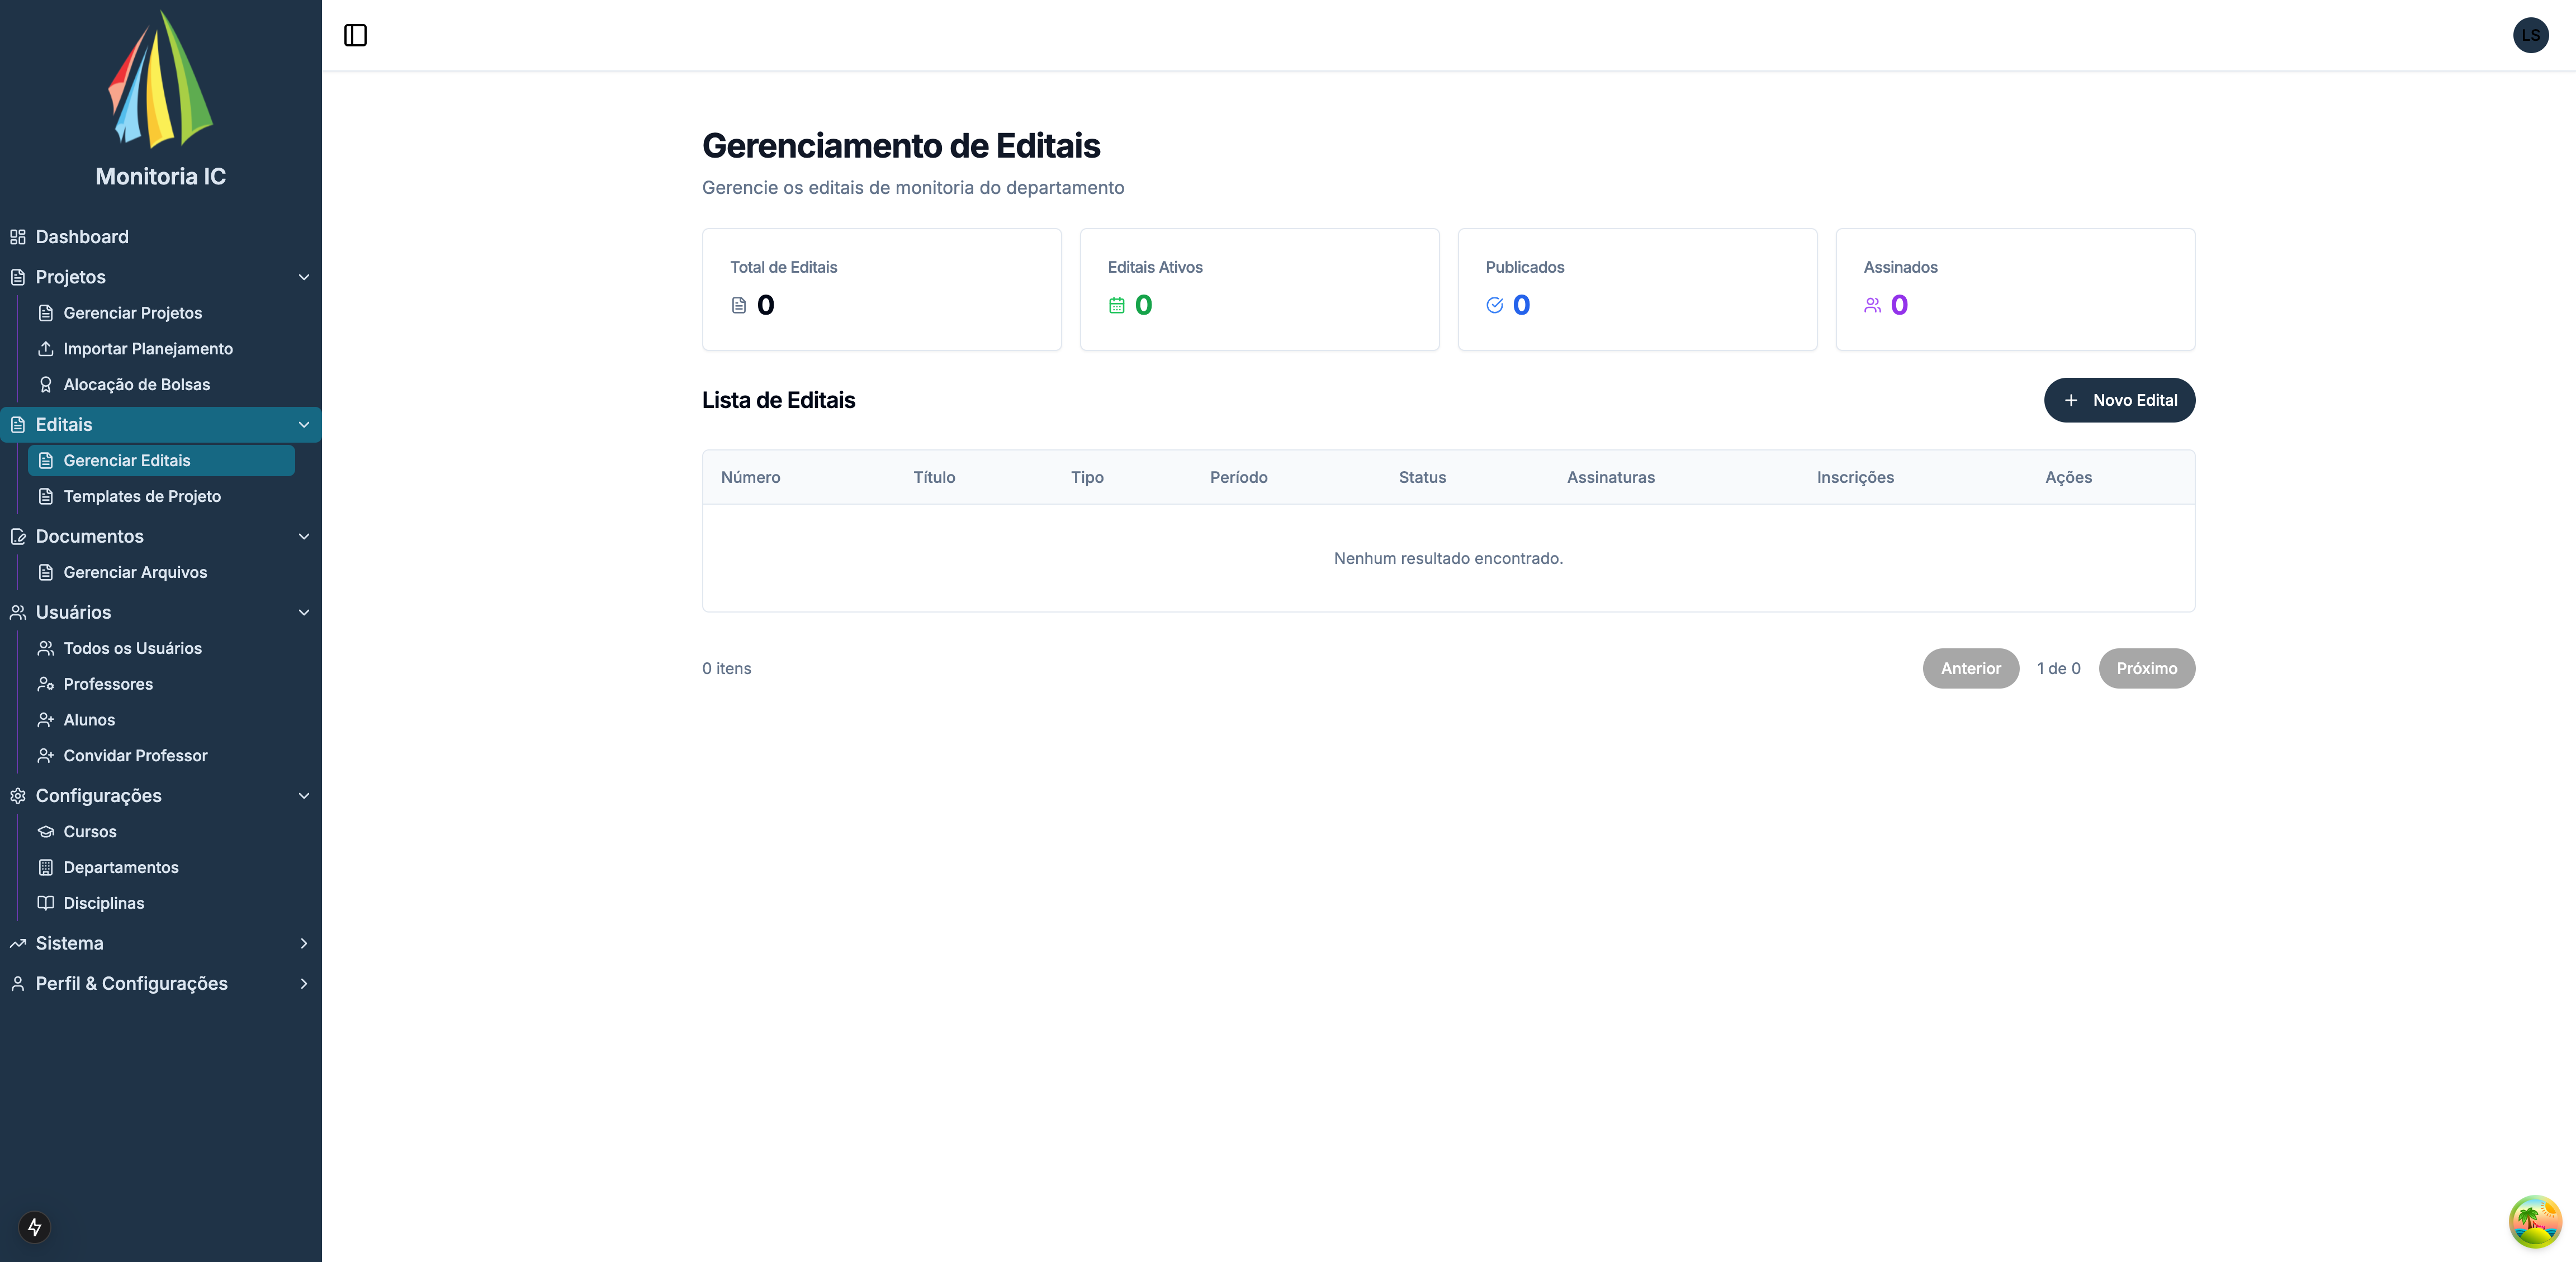 LS
Monitoria IC
Dashboard
Projetos
Gerenciar Projetos
Importar Planejamento
Alocação de Bolsas
Editais
Gerenciar Editais
Templates de Projeto
Documentos
Gerenciar Arquivos
Usuários
Todos os Usuários
Professores
Alunos
Convidar Professor
Configurações
Cursos
Departamentos
Disciplinas
Sistema
Perfil & Configurações
Gerenciamento de Editais
Gerencie os editais de monitoria do departamento
Total de Editais
0
Editais Ativos
0
Publicados
0
Assinados
0
Lista de Editais
Novo Edital
Número Título Tipo Período Status Assinaturas Inscrições Ações
Nenhum resultado encontrado.
0 itens
Anterior 1 de 0 Próximo